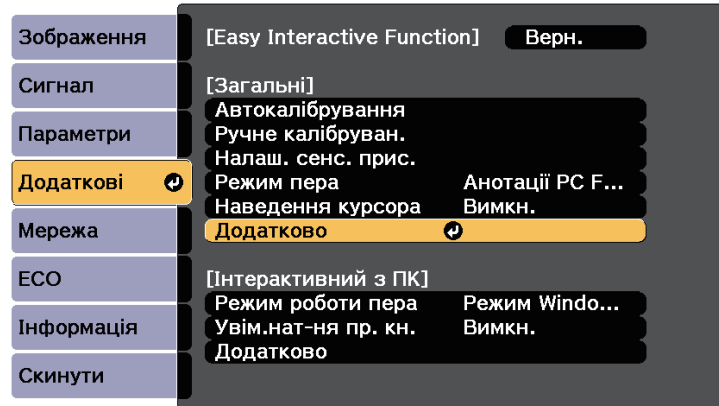 Зображення
Сигнал
Параметри
Додаткові
Мережа
ECO
Інформація
Скинути
[Easy Interactive Function] Верн.
[Загальні]
Автокалібрування
Ручне калібруван.
Налаш. сенс. прис.
Режим пера Анотації PC F...
Наведення курсора Вимкн.
Додатково
[Інтерактивний з ПК]
Режим роботи пера Режим Windo...
Увім.нат-ня пр. кн. Вимкн.
Додатково